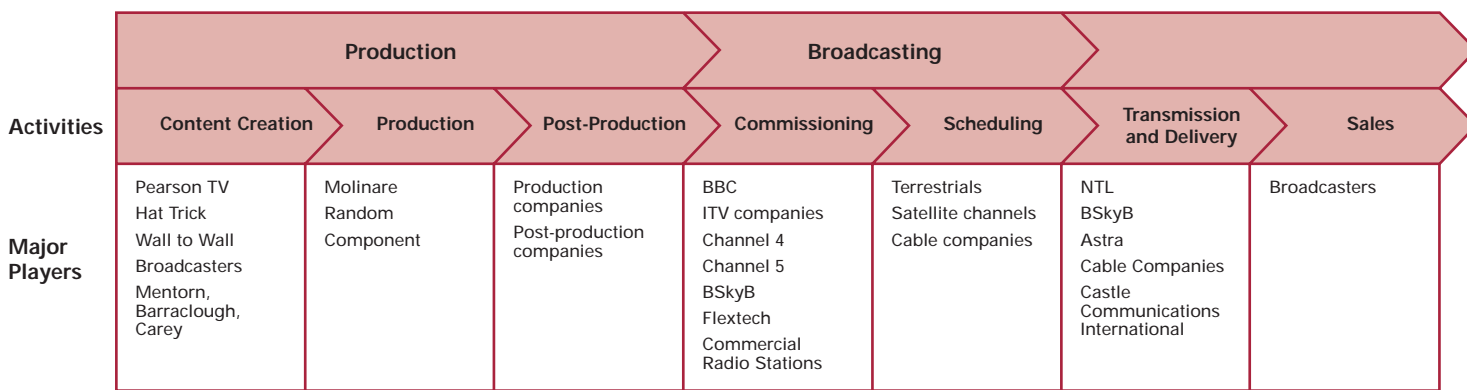 Production
Broadcasting
Activities
Content Creation
Production
Post-Production
Commissioning
Scheduling
Transmission
and Delivery
Sales
Major
Players
Pearson TV
Hat Trick
Wall to Wall
Broadcasters
Mentorn,
Barraclough,
Carey
Molinare
Random
Component
Production
companies
Post-production
companies
BBC
ITV companies
Channel 4
Channel 5
BSkyB
Flextech
Commercial
Radio Stations
Terrestrials
Satellite channels
Cable companies
NTL
BSkyB
Astra
Cable Companies
Castle
Communications
International
Broadcasters